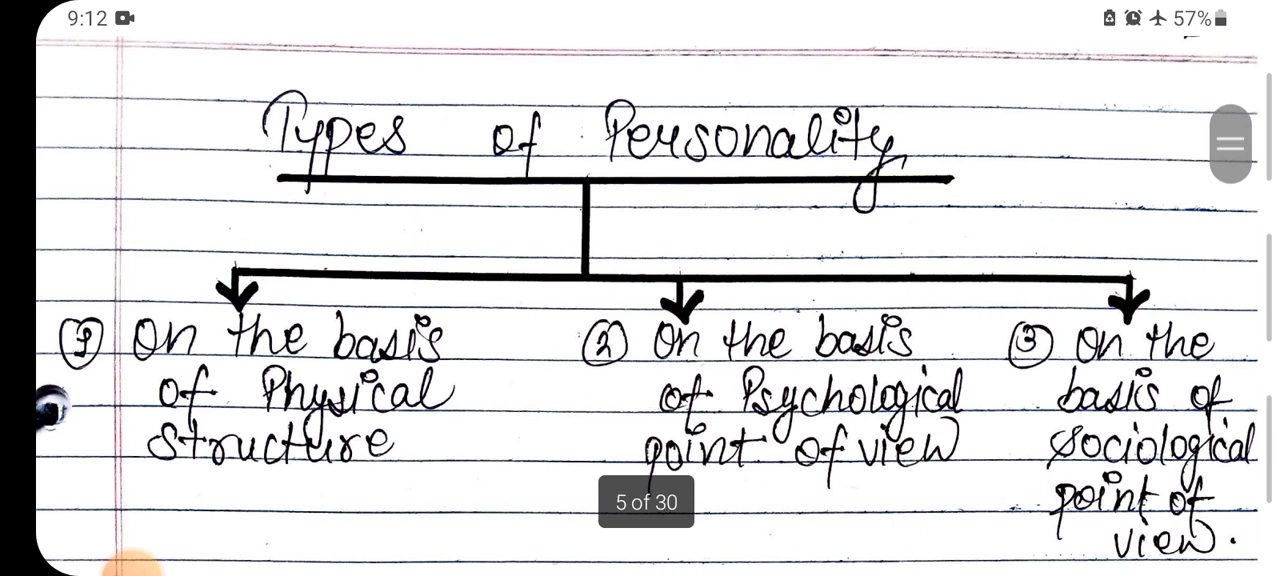 9:12
57%
Types of Personality
① On the basis
of Physical
structure
② On the basis
of Psychological
point of view
③ On the
basis of
sociological
point of
view.
5 of 30